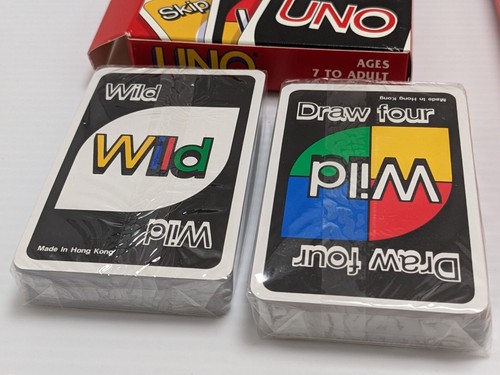 Skip
UNO
UNO
AGES
7 TO ADULT
Wild
Wild
Wild
Made In Hong Kong
Made In Hong Kong
Draw four
Wild
Draw four